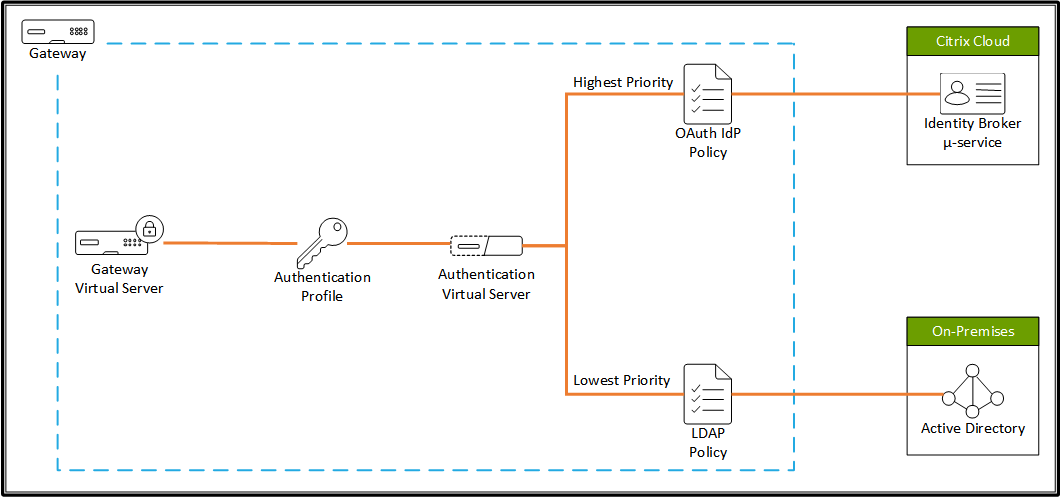 Gateway
Citrix Cloud
Highest Priority
OAuth IdP
Policy
Identity Broker
µ-service
Gateway
Virtual Server
Authentication
Profile
Authentication
Virtual Server
On-Premises
Lowest Priority
LDAP
Policy
Active Directory